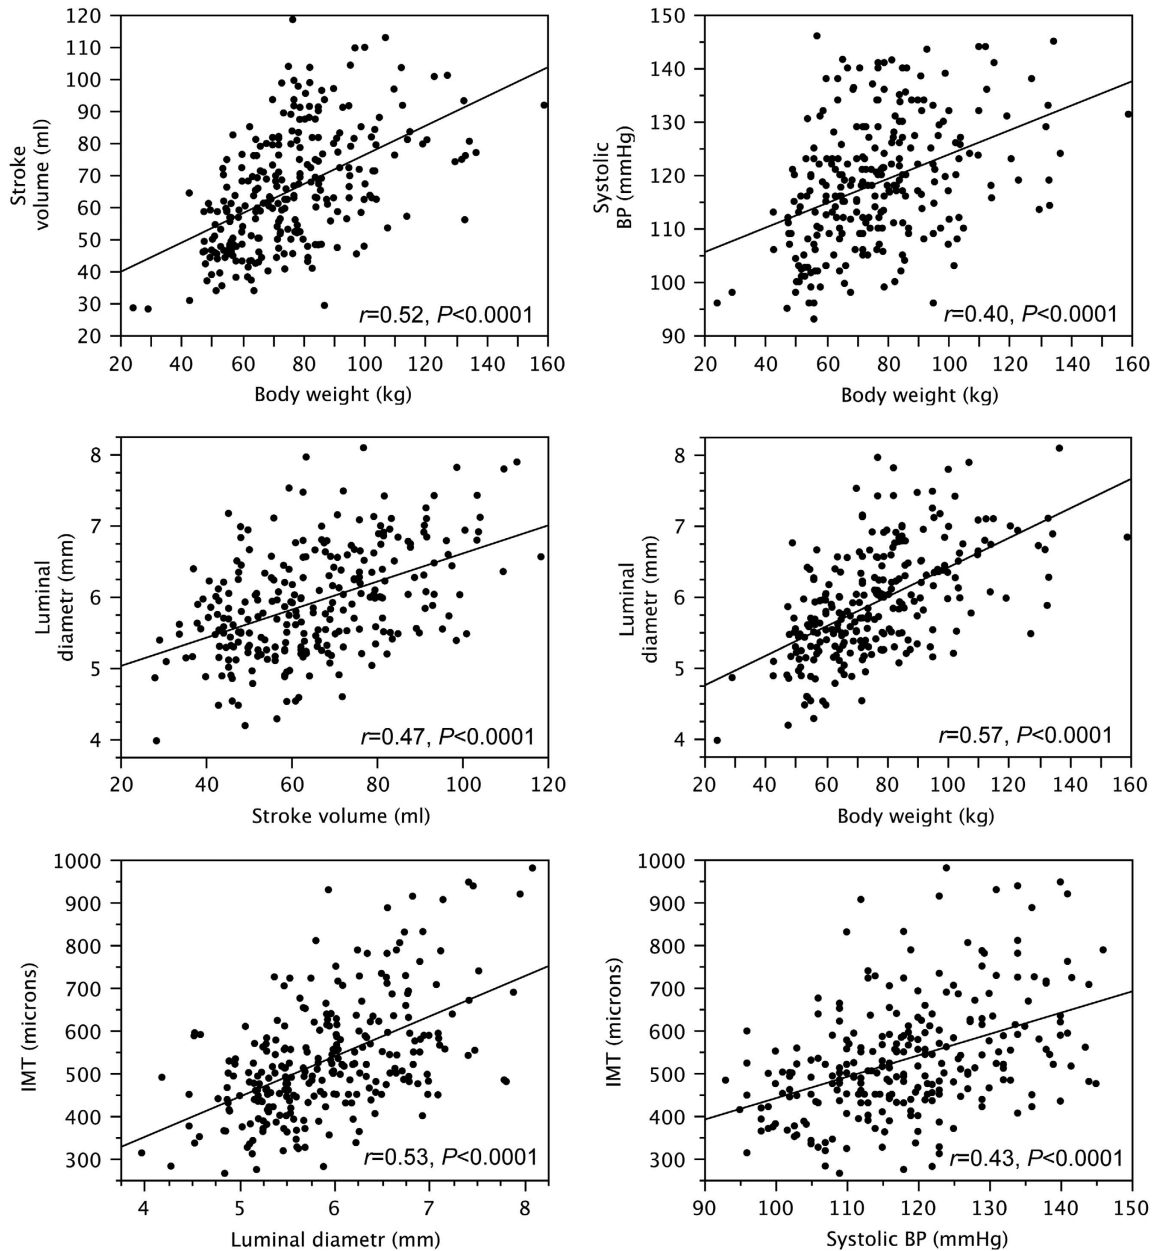 120
110
100
90
80
70
60
50
40
30
20
Stroke
volume (ml)
r=0.52, P<0.0001
20 40 60 80 100 120 140 160
Body weight (kg)
150
140
130
120
110
100
90
Systolic
BP (mmHg)
r=0.40, P<0.0001
20 40 60 80 100 120 140 160
Body weight (kg)
8
7
6
5
4
Luminal
diametr (mm)
r=0.47, P<0.0001
20 40 60 80 100 120
Stroke volume (ml)
8
7
6
5
4
Luminal
diametr (mm)
r=0.57, P<0.0001
20 40 60 80 100 120 140 160
Body weight (kg)
1000
900
800
700
600
500
400
300
IMT (microns)
r=0.53, P<0.0001
4 5 6 7 8
Luminal diametr (mm)
1000
900
800
700
600
500
400
300
IMT (microns)
r=0.43, P<0.0001
90 100 110 120 130 140 150
Systolic BP (mmHg)